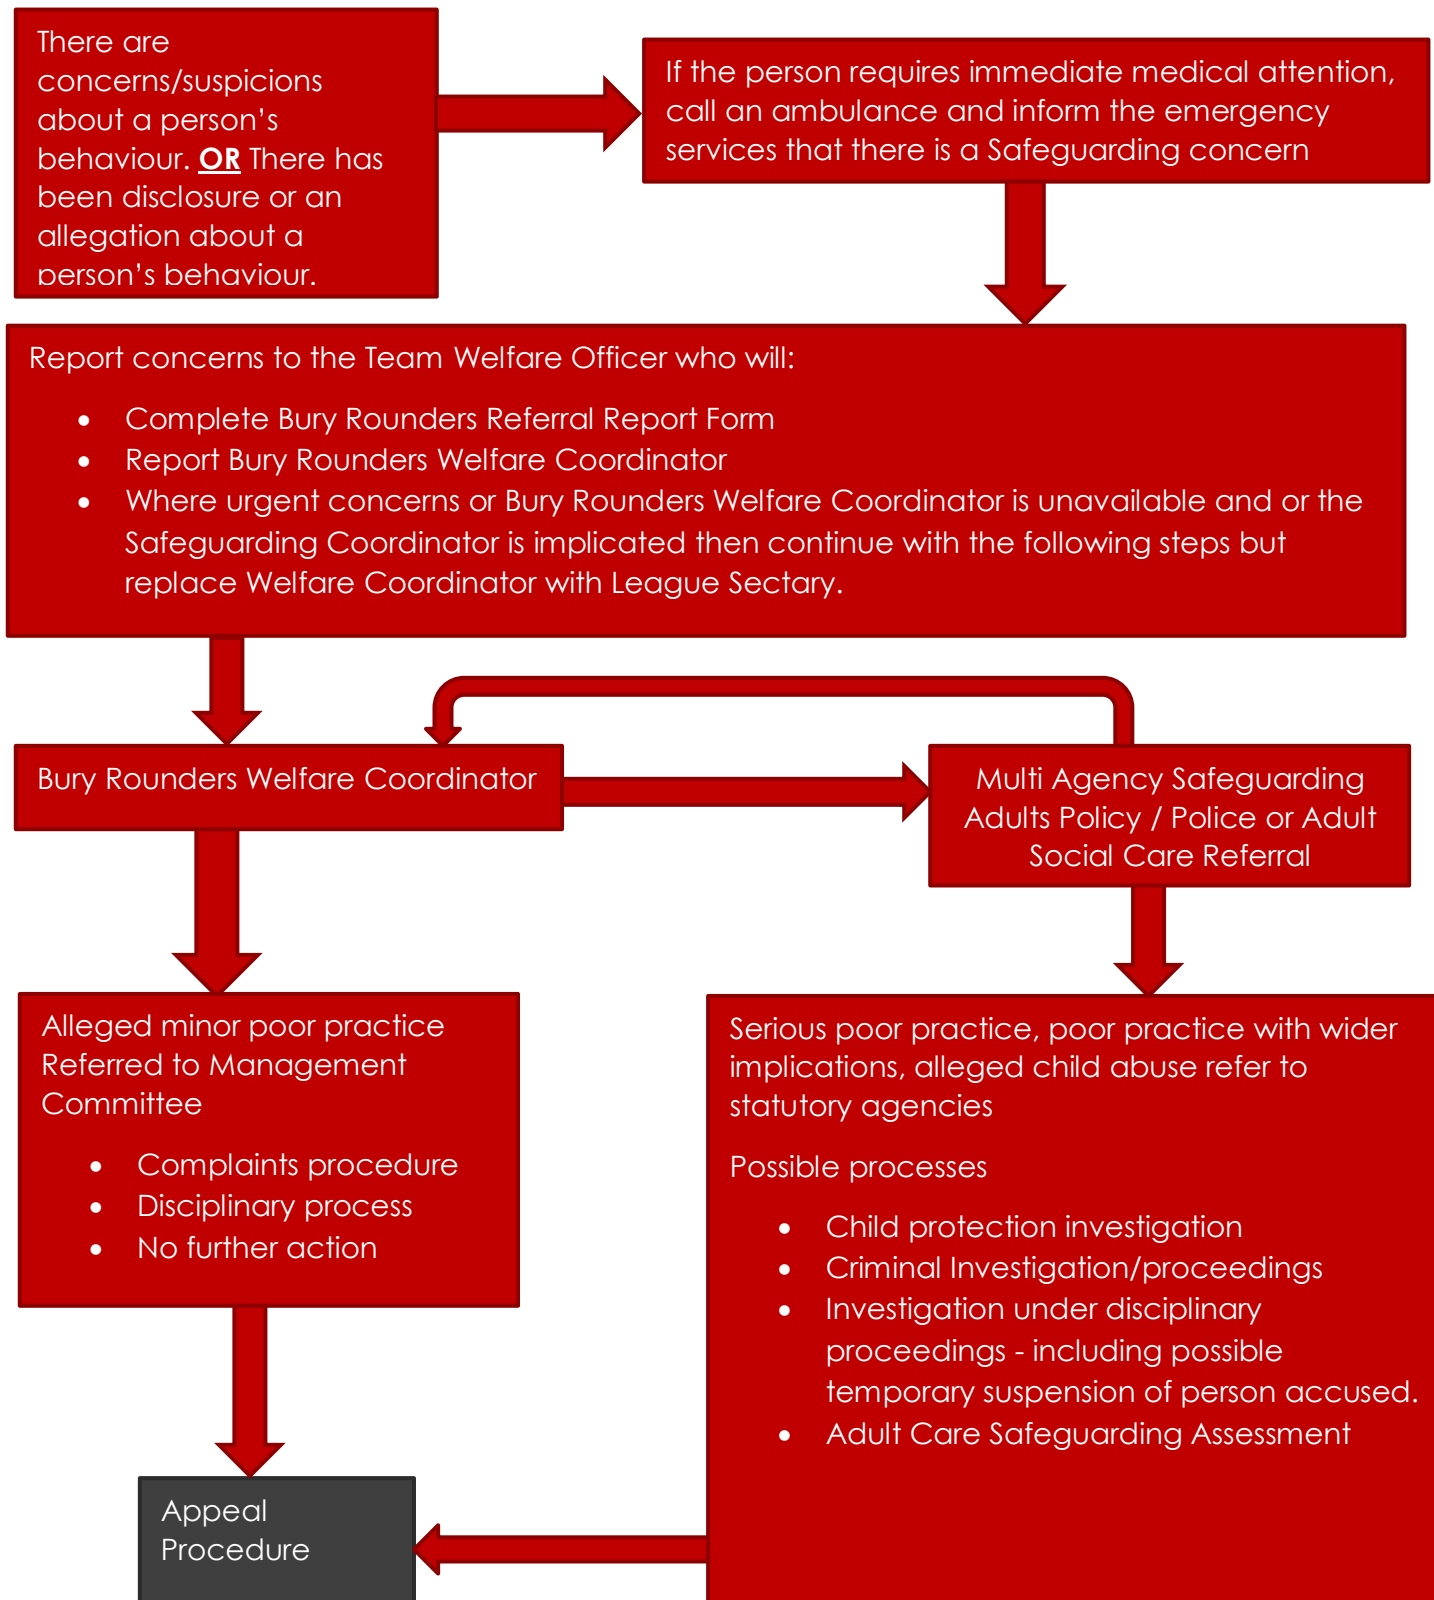 There are
concerns/suspicions
about a person's
behaviour. OR There has
been disclosure or an
allegation about a
person's behaviour.
If the person requires immediate medical attention,
call an ambulance and inform the emergency
services that there is a Safeguarding concern
Report concerns to the Team Welfare Officer who will:
• Complete Bury Rounders Referral Report Form
• Report Bury Rounders Welfare Coordinator
• Where urgent concerns or Bury Rounders Welfare Coordinator is unavailable and or the
Safeguarding Coordinator is implicated then continue with the following steps but
replace Welfare Coordinator with League Sectary.
Bury Rounders Welfare Coordinator
Multi Agency Safeguarding
Adults Policy / Police or Adult
Social Care Referral
Alleged minor poor practice
Referred to Management
Committee
• Complaints procedure
• Disciplinary process
• No further action
Serious poor practice, poor practice with wider
implications, alleged child abuse refer to
statutory agencies
Possible processes
• Child protection investigation
• Criminal Investigation/proceedings
• Investigation under disciplinary
proceedings - including possible
temporary suspension of person accused.
• Adult Care Safeguarding Assessment
Appeal
Procedure